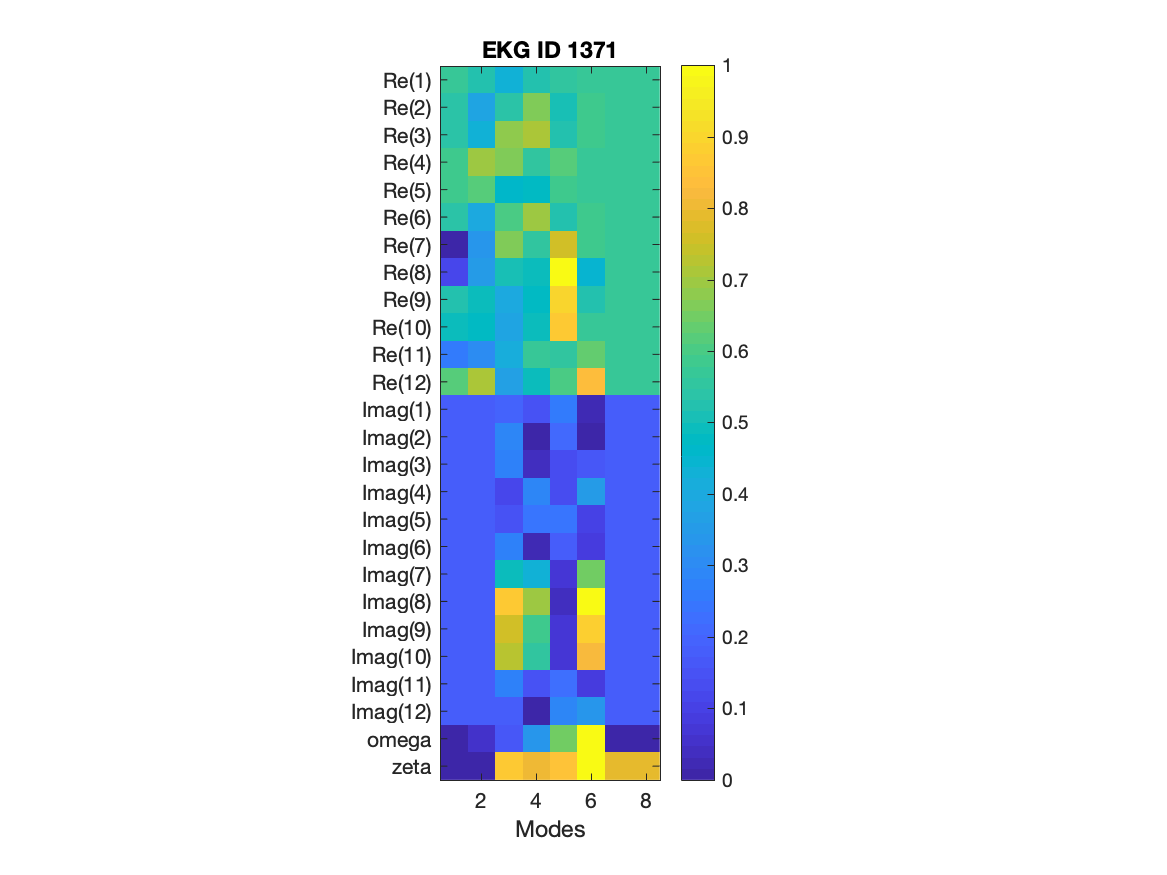 EKG ID 1371
Re(1)
Re(2)
Re(3)
Re(4)
Re(5)
Re(6)
Re(7)
Re(8)
Re(9)
Re(10)
Re(11)
Re(12)
Imag(1)
Imag(2)
Imag(3)
Imag(4)
Imag(5)
Imag(6)
Imag(7)
Imag(8)
Imag(9)
Imag(10)
Imag(11)
Imag(12)
omega
zeta
2 4 6 8
Modes
1
0.9
0.8
0.7
0.6
0.5
0.4
0.3
0.2
0.1
0